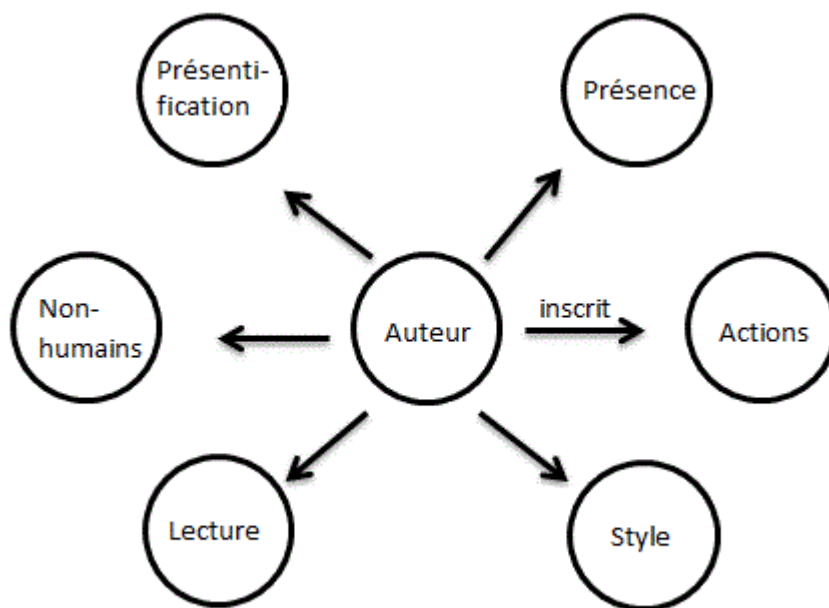 Présenti-
fication
Présence
Non-
humains
Auteur
inscrit
Actions
Lecture
Style